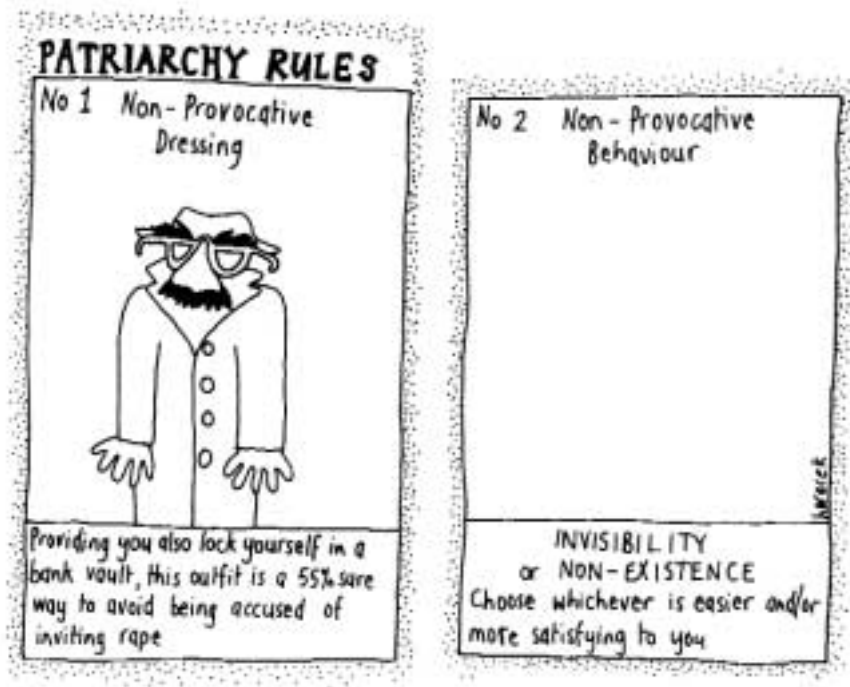 PATRIARCHY RULES
No 1 Non-Provocative
Dressing
Providing you also lock yourself in a
bank vault, this outfit is a 55% sure
way to avoid being accused of
inviting rape
No 2 Non-Provocative
Behaviour
INVISIBILITY
or NON-EXISTENCE
Choose whichever is easier and/or
more satisfying to you